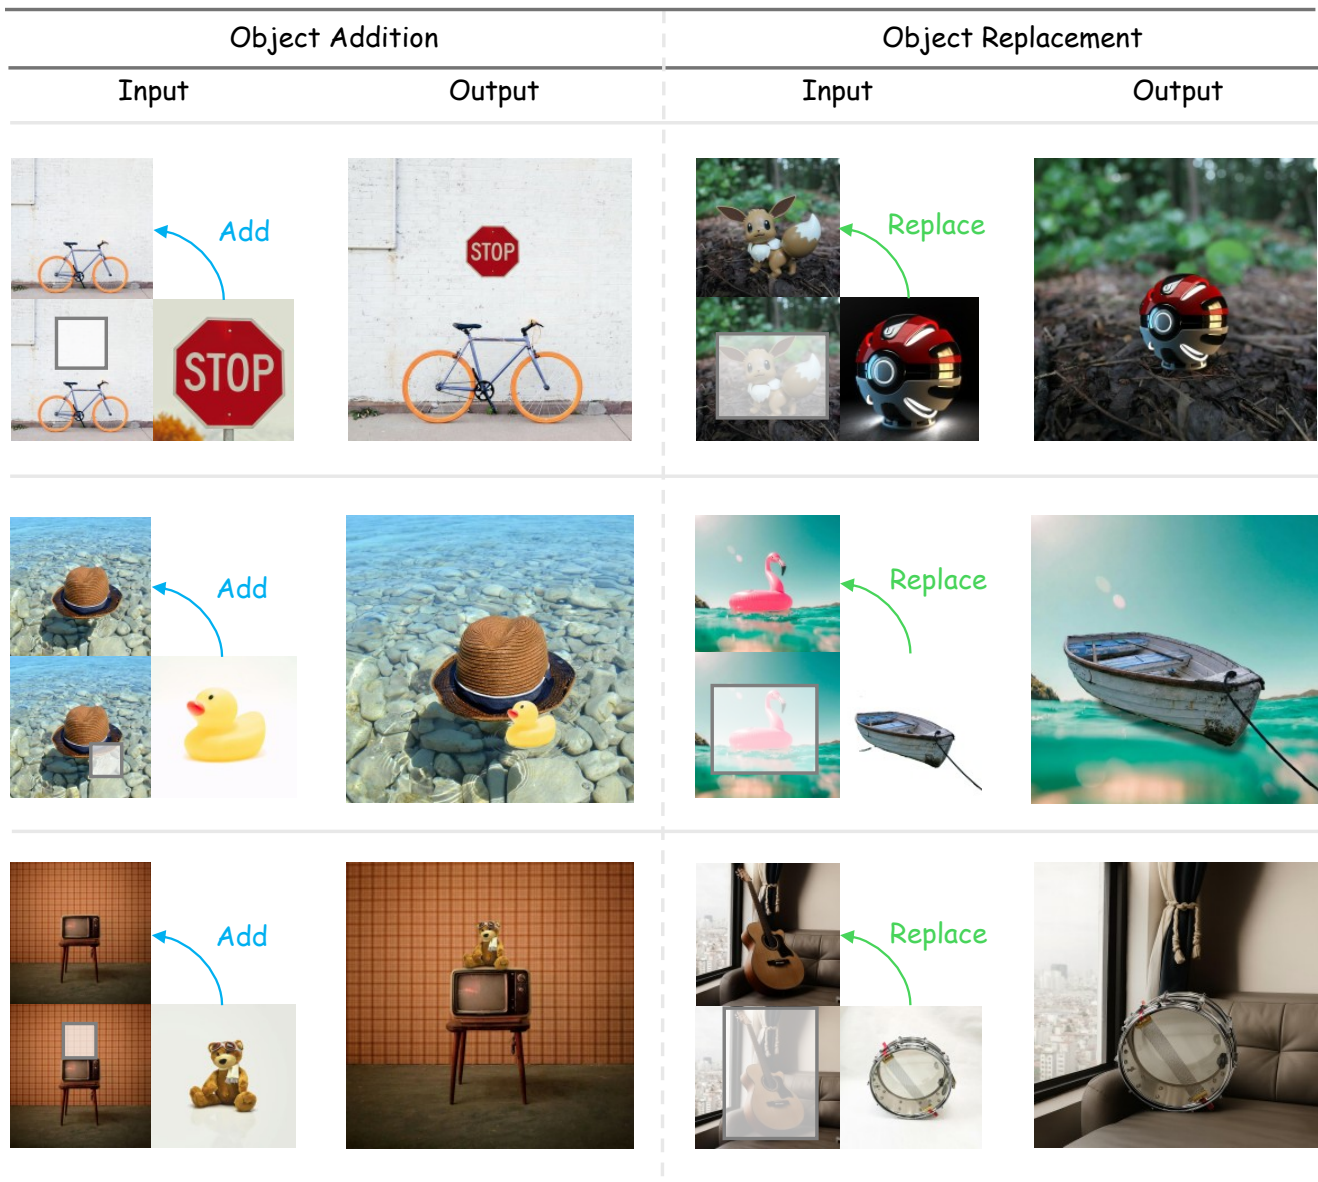 Object Addition
Object Replacement
Input
Output
Input
Output
Add
STOP
STOP
Replace
Add
Replace
Add
Replace